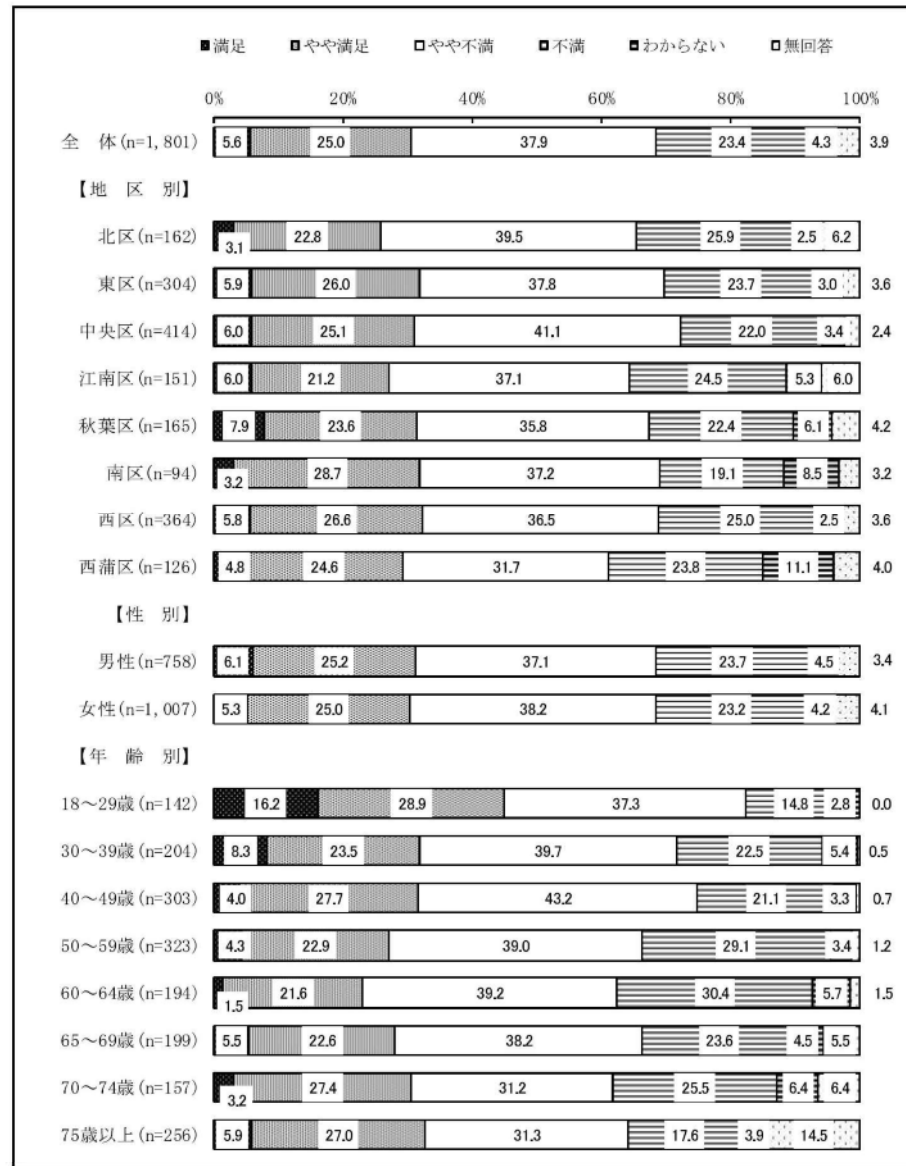 満足 やや満足 やや不満 不満 わからない 無回答
0% 20% 40% 60% 80% 100%
全 体(n=1,801) 5.6 25.0 37.9 23.4 4.3 3.9
【地 区 別】
北区(n=162) 3.1 22.8 39.5 25.9 2.5 6.2
東区(n=304) 5.9 26.0 37.8 23.7 3.0 3.6
中央区(n=414) 6.0 25.1 41.1 22.0 3.4 2.4
江南区(n=151) 6.0 21.2 37.1 24.5 5.3 6.0
秋葉区(n=165) 7.9 23.6 35.8 22.4 6.1 4.2
南区(n=94) 3.2 28.7 37.2 19.1 8.5 3.2
西区(n=364) 5.8 26.6 36.5 25.0 2.5 3.6
西蒲区(n=126) 4.8 24.6 31.7 23.8 11.1 4.0
【性 別】
男性(n=758) 6.1 25.2 37.1 23.7 4.5 3.4
女性(n=1,007) 5.3 25.0 38.2 23.2 4.2 4.1
【年 齢 別】
18～29歳(n=142) 16.2 28.9 37.3 14.8 2.8 0.0
30～39歳(n=204) 8.3 23.5 39.7 22.5 5.4 0.5
40～49歳(n=303) 4.0 27.7 43.2 21.1 3.3 0.7
50～59歳(n=323) 4.3 22.9 39.0 29.1 3.4 1.2
60～64歳(n=194) 1.5 21.6 39.2 30.4 5.7 1.5
65～69歳(n=199) 5.5 22.6 38.2 23.6 4.5 5.5
70～74歳(n=157) 3.2 27.4 31.2 25.5 6.4 6.4
75歳以上(n=256) 5.9 27.0 31.3 17.6 3.9 14.5